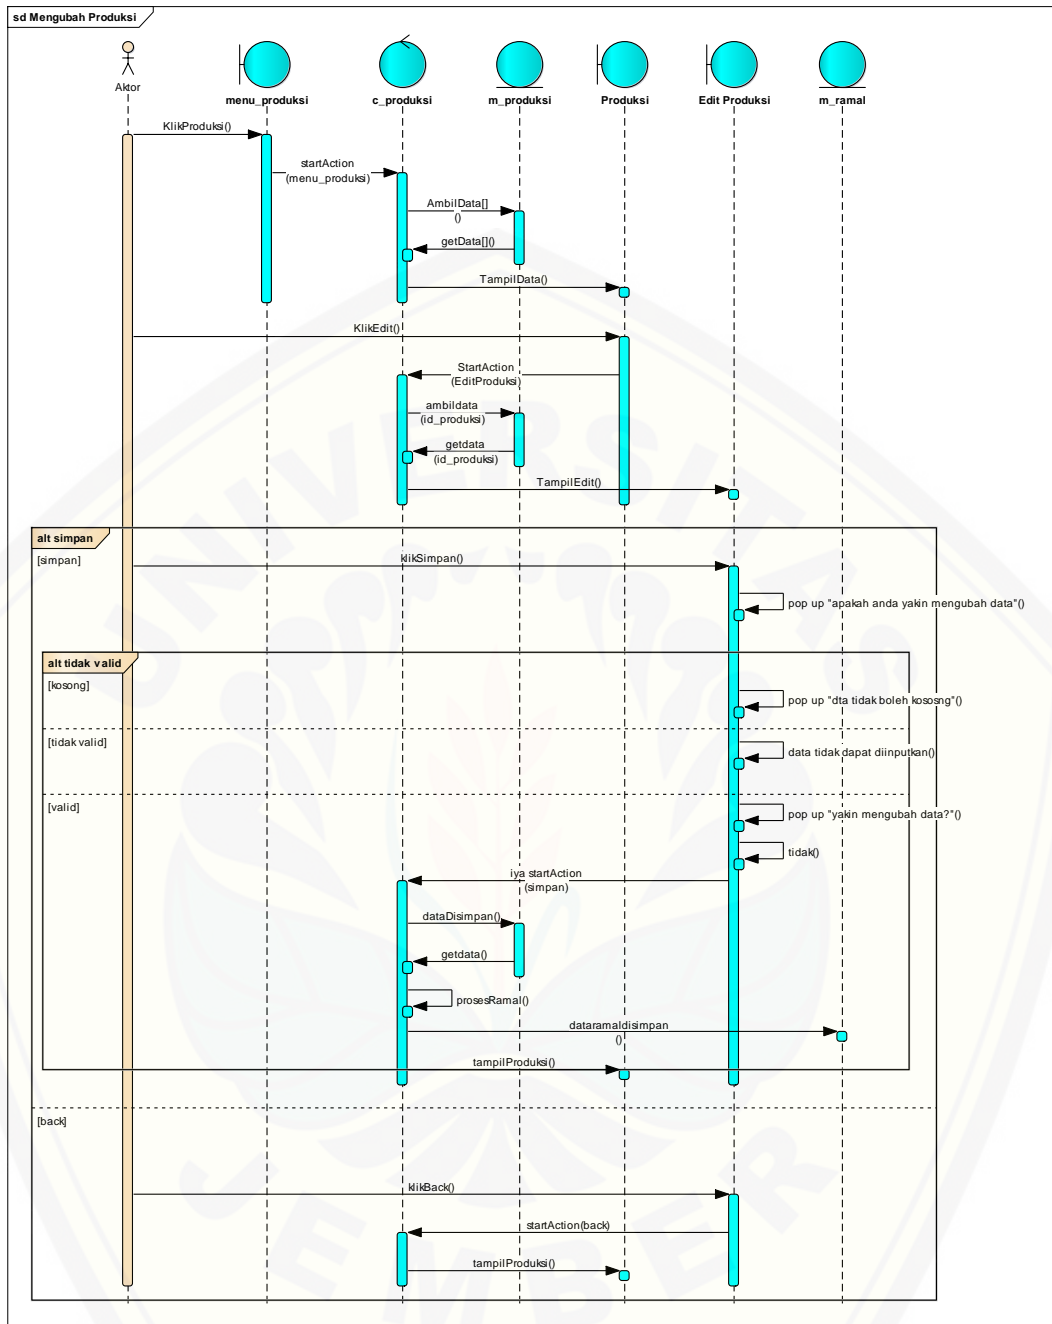 sd Mengubah Produksi
Aktor
menu_produksi
c_produksi
m_produksi
Produksi
Edit Produksi
m_ramal
KlikProduksi()
startAction
(menu_produksi)
AmbilData[]
()
getData[]()
TampilData()
KlikEdit()
StartAction
(EditProduksi)
ambildata
(id_produksi)
getdata
(id_produksi)
TampilEdit()
alt simpan
[simpan]
klikSimpan()
pop up "apakah anda yakin mengubah data"()
alt tidak valid
[kosong]
pop up "dta tidak boleh kososng"()
[tidak valid]
data tidak dapat diinputkan()
[valid]
pop up "yakin mengubah data?"()
tidak()
iya startAction
(simpan)
dataDisimpan()
getdata()
prosesRamal()
dataramaldisimpan
()
tampilProduksi()
[back]
klikBack()
startAction(back)
tampilProduksi()
UNIVERSITAS
JEMBER